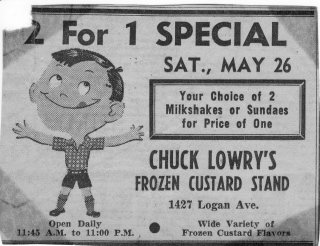 2 For 1 SPECIAL
SAT., MAY 26
Your Choice of 2
Milkshakes or Sundaes
for Price of One
CHUCK LOWRY'S
FROZEN CUSTARD STAND
1427 Logan Ave.
Open Daily
11:45 A.M. to 11:00 P.M.
Wide Variety of
Frozen Custard Flavors